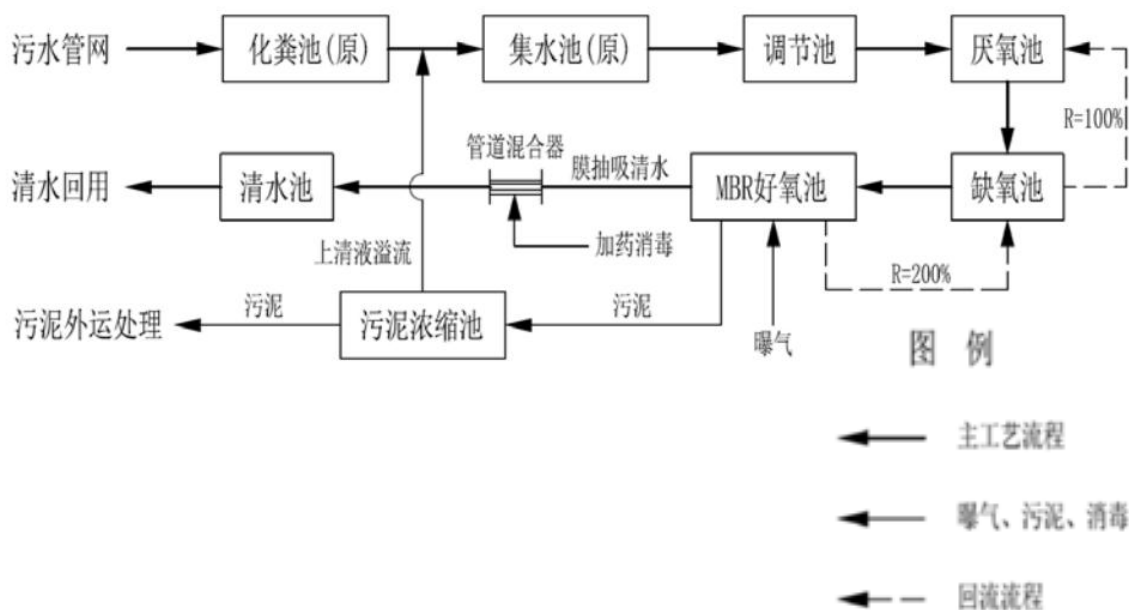 污水管网
化粪池(原)
集水池(原)
调节池
厌氧池
R=100%
管道混合器
膜抽吸清水
清水回用
清水池
MBR好氧池
缺氧池
上清液溢流
加药消毒
R=200%
污泥
污泥
污泥外运处理
污泥浓缩池
曝气
图 例
主工艺流程
曝气、污泥、消毒
回流流程